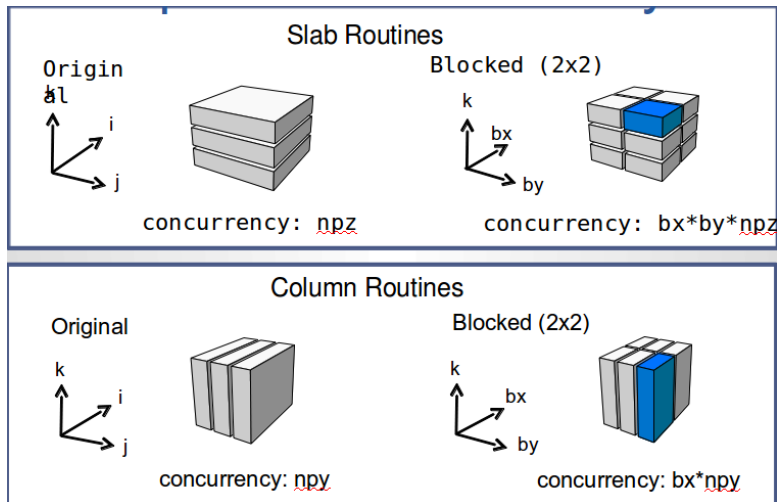 Slab Routines
Origin
al
k
i
j
concurrency: npz
Blocked (2x2)
k
bx
by
concurrency: bx*by*npz
Column Routines
Original
k
i
j
concurrency: npy
Blocked (2x2)
k
bx
by
concurrency: bx*npy